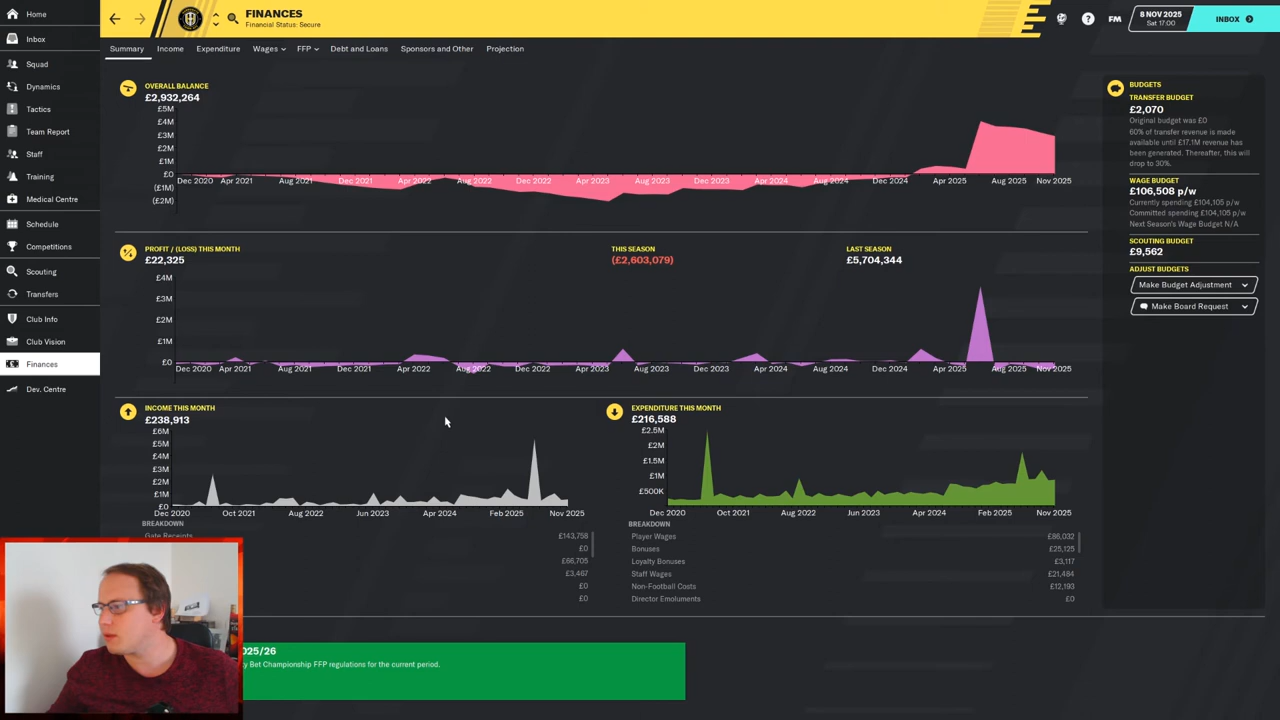 Home
Inbox
Squad
Dynamics
Tactics
Team Report
Staff
Training
Medical Centre
Schedule
Competitions
Scouting
Transfers
Club Info
Club Vision
Finances
Dev. Centre
FINANCES
Financial Status: Secure
FM
8 NOV 2025
Sat 17:00
INBOX
Summary Income Expenditure Wages FFP Debt and Loans Sponsors and Other Projection
OVERALL BALANCE
£2,932,264
£5M
£4M
£3M
£2M
£1M
£0
(£1M)
(£2M)
Dec 2020 Apr 2021 Aug 2021 Dec 2021 Apr 2022 Aug 2022 Dec 2022 Apr 2023 Aug 2023 Dec 2023 Apr 2024 Aug 2024 Dec 2024 Apr 2025 Aug 2025 Nov 2025
PROFIT / (LOSS) THIS MONTH
£22,325
THIS SEASON
(£2,603,079)
LAST SEASON
£5,704,344
£4M
£3M
£2M
£1M
£0
Dec 2020 Apr 2021 Aug 2021 Dec 2021 Apr 2022 Aug 2022 Dec 2022 Apr 2023 Aug 2023 Dec 2023 Apr 2024 Aug 2024 Dec 2024 Apr 2025 Aug 2025 Nov 2025
INCOME THIS MONTH
£238,913
£6M
£5M
£4M
£3M
£2M
£1M
£0
Dec 2020 Oct 2021 Aug 2022 Jun 2023 Apr 2024 Feb 2025 Nov 2025
BREAKDOWN
Gate Receipts £143,758
£0
£66,705
£3,467
£0
£0
EXPENDITURE THIS MONTH
£216,588
£2.5M
£2M
£1.5M
£1M
£500K
Dec 2020 Oct 2021 Aug 2022 Jun 2023 Apr 2024 Feb 2025 Nov 2025
BREAKDOWN
Player Wages £86,032
Bonuses £25,125
Loyalty Bonuses £3,117
Staff Wages £21,484
Non-Football Costs £12,193
Director Emoluments £0
025/26
y Bet Championship FFP regulations for the current period.
BUDGETS
TRANSFER BUDGET
£2,070
Original budget was £0
60% of transfer revenue is made
available until £17.1M revenue has
been generated. Thereafter, this will
drop to 30%.
WAGE BUDGET
£106,508 p/w
Currently spending £104,105 p/w
Committed spending £104,105 p/w
Next Season's Wage Budget N/A
SCOUTING BUDGET
£9,562
ADJUST BUDGETS
Make Budget Adjustment
Make Board Request